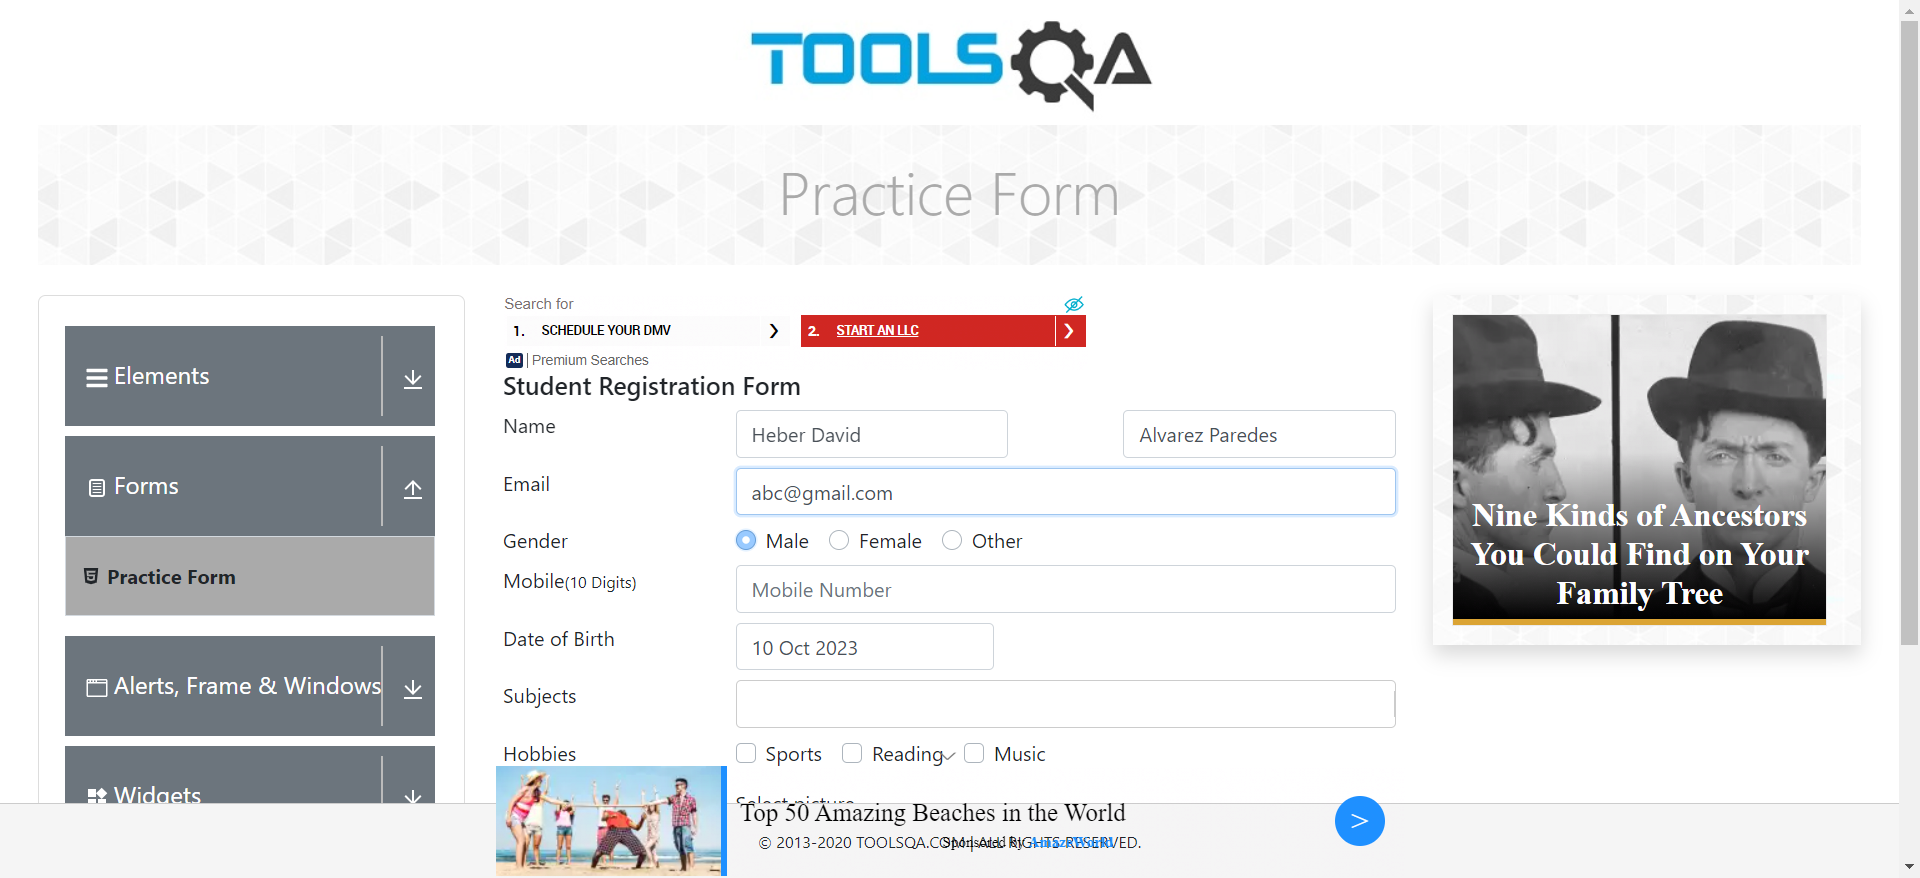 TOOLSQA
Practice Form
Elements
Forms
Practice Form
Alerts, Frame & Windows
Widgets
Search for
1. SCHEDULE YOUR DMV
2. START AN LLC
Ad | Premium Searches
Student Registration Form
Name
Heber David
Alvarez Paredes
Email
abc@gmail.com
Gender
Male Female Other
Mobile(10 Digits)
Mobile Number
Date of Birth
10 Oct 2023
Subjects
Hobbies
Sports Reading Music
Select picture
Top 50 Amazing Beaches in the World
>
© 2013-2020 TOOLSQA.COM | ALL RIGHTS RESERVED.
Sponsored by
Nine Kinds of Ancestors
You Could Find on Your
Family Tree